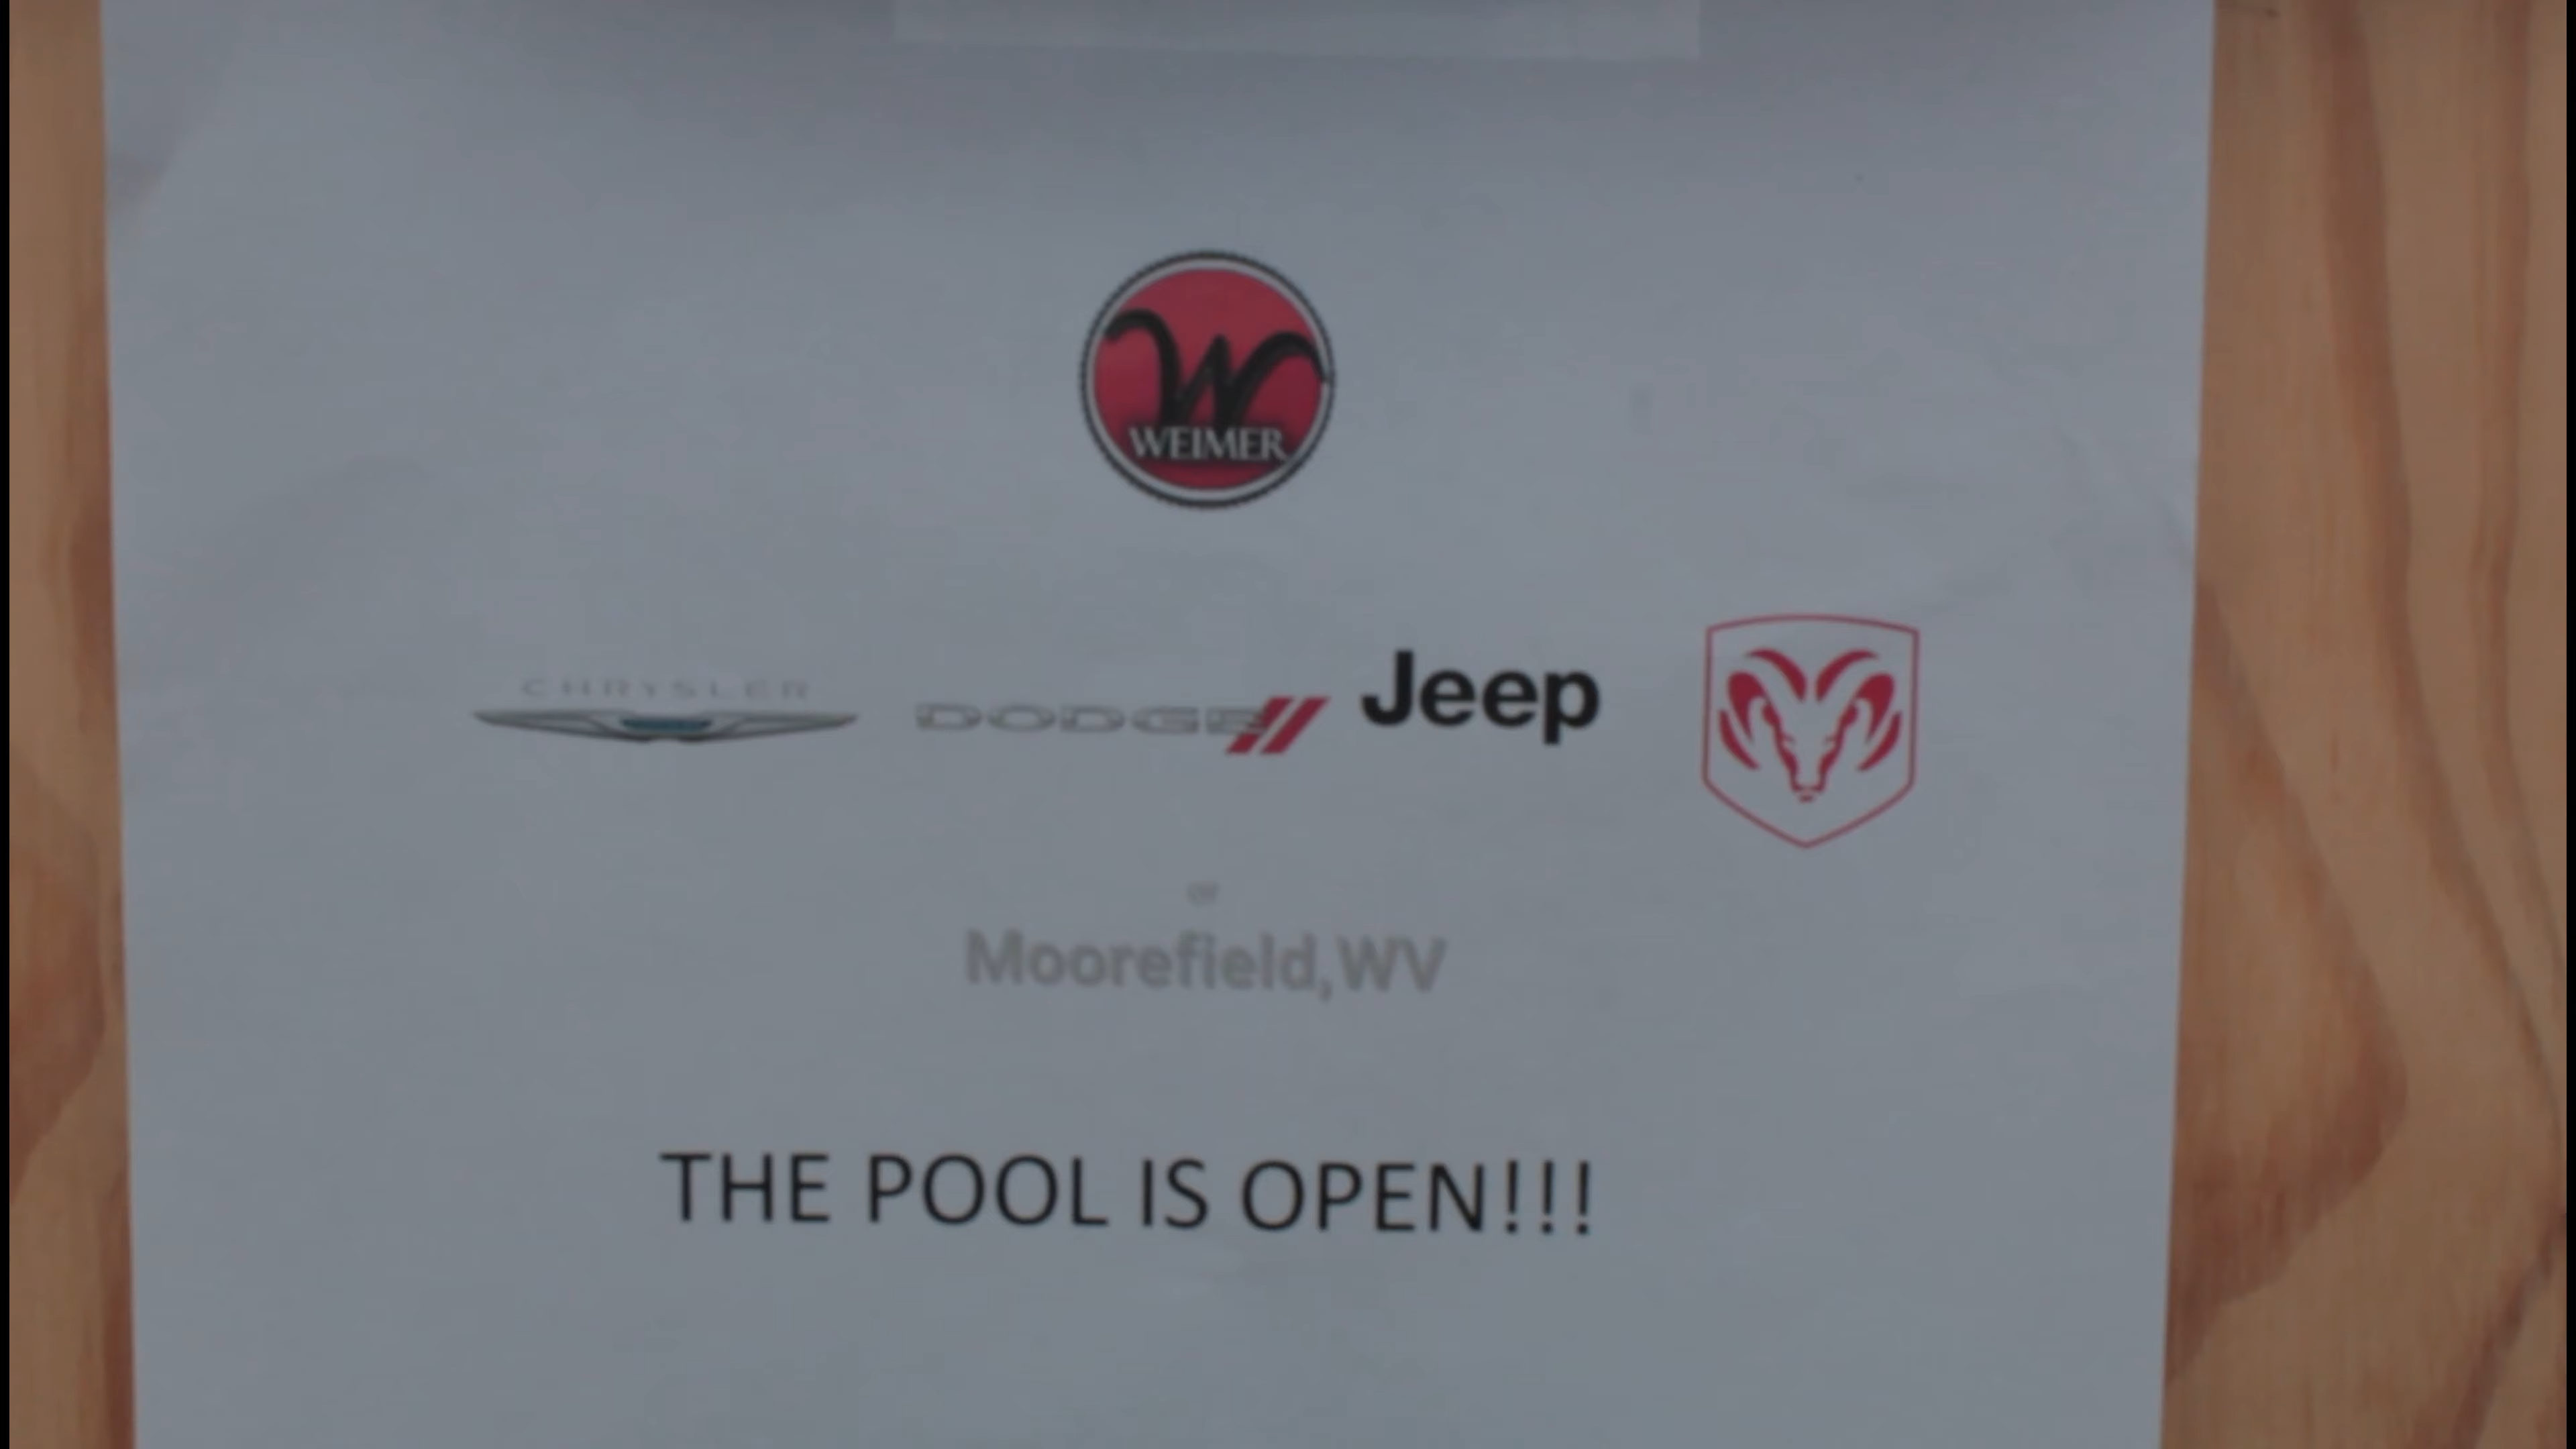 W
WEIMER
CHRYSLER DODGE Jeep
Moorefield,WV
THE POOL IS OPEN!!!